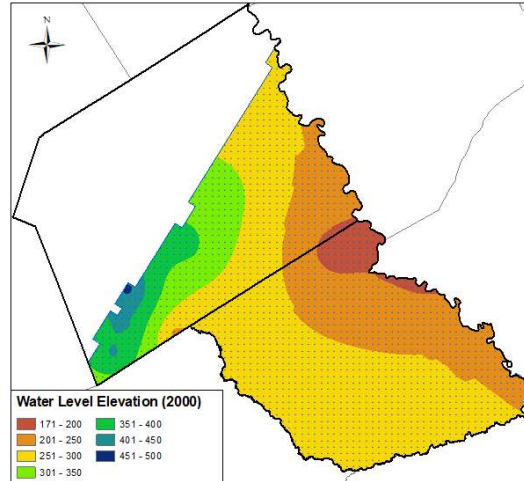 N
Water Level Elevation (2000)
171 - 200 351 - 400
201 - 250 401 - 450
251 - 300 451 - 500
301 - 350